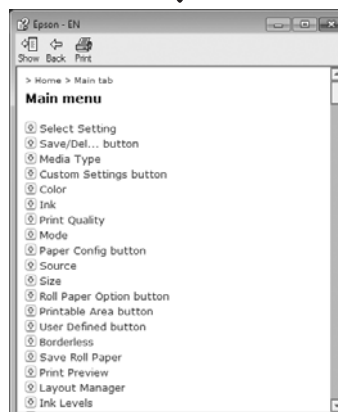 Epson - EN
Show Back Print
> Home > Main tab
Main menu
Select Setting
Save/Del... button
Media Type
Custom Settings button
Color
Ink
Print Quality
Mode
Paper Config button
Source
Size
Roll Paper Option button
Printable Area button
User Defined button
Borderless
Save Roll Paper
Print Preview
Layout Manager
Ink Levels